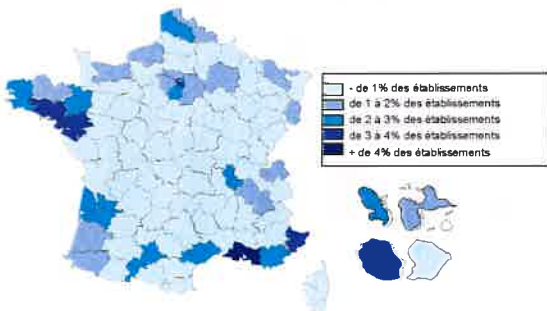 - de 1% des établissements
de 1 à 2% des établissements
de 2 à 3% des établissements
de 3 à 4% des établissements
+ de 4% des établissements